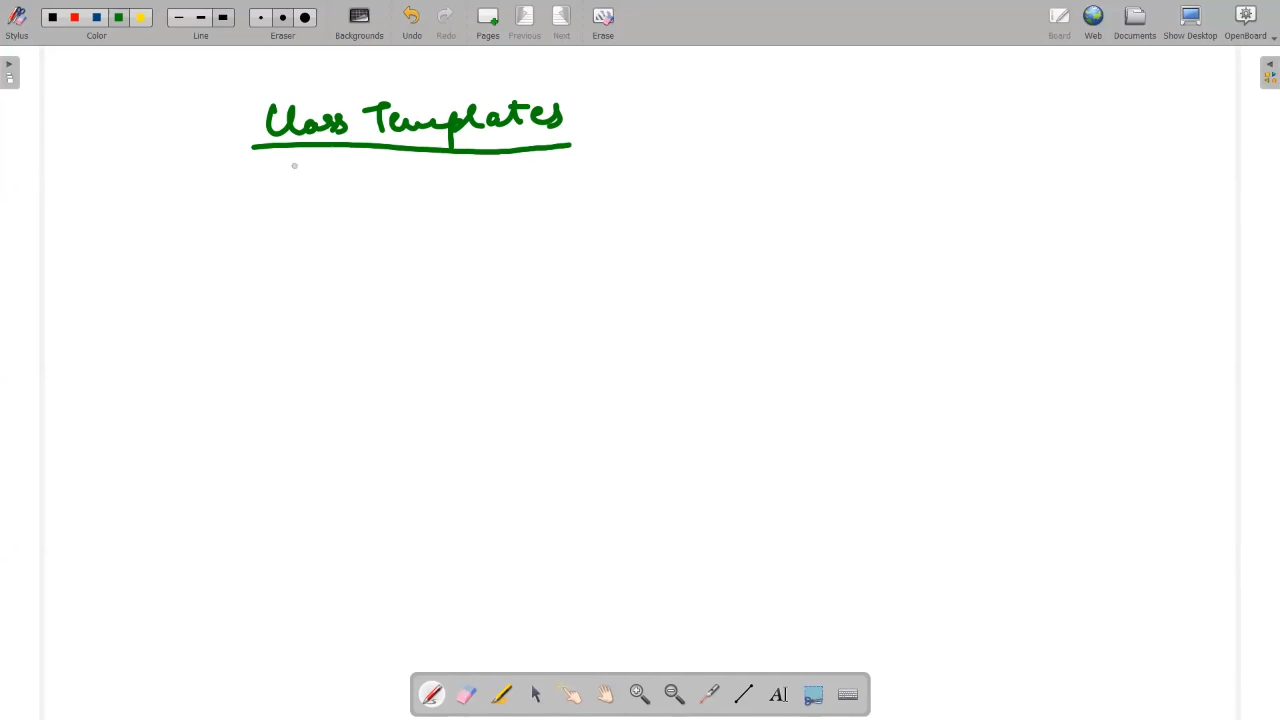 Stylus
Color
Line
Eraser
Backgrounds
Undo
Redo
Pages
Previous
Next
Erase
Board
Web
Documents
Show Desktop
OpenBoard
Class Templates
AI